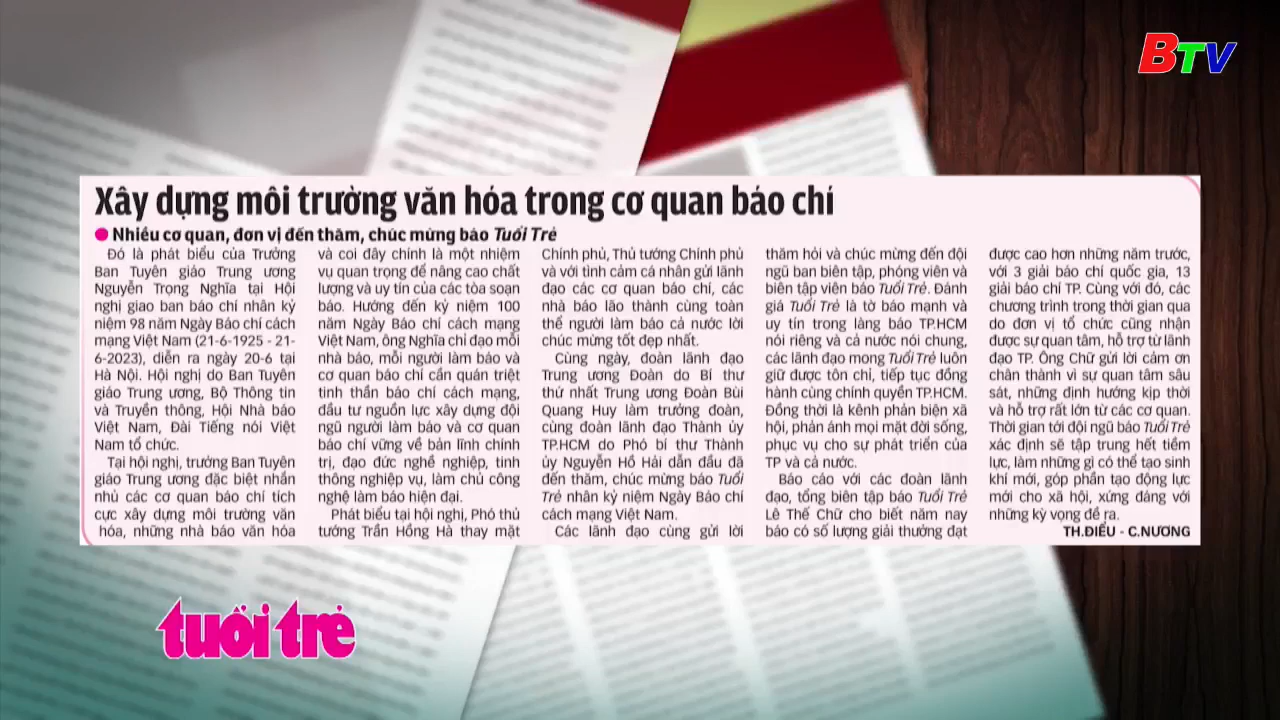 BTV
Xây dựng môi trường văn hóa trong cơ quan báo chí
Nhiều cơ quan, đơn vị đến thăm, chúc mừng báo Tuổi Trẻ
Đó là phát biểu của Trưởng
Ban Tuyên giáo Trung ương
Nguyễn Trọng Nghĩa tại Hội
nghị giao ban báo chí nhân kỷ
niệm 98 năm Ngày Báo chí cách
mạng Việt Nam (21-6-1925 - 21-
6-2023), diễn ra ngày 20-6 tại
Hà Nội. Hội nghị do Ban Tuyên
giáo Trung ương, Bộ Thông tin
và Truyền thông, Hội Nhà báo
Việt Nam, Đài Tiếng nói Việt
Nam tổ chức.
Tại hội nghị, trưởng Ban Tuyên
giáo Trung ương đặc biệt nhấn
nhủ các cơ quan báo chí tích
cực xây dựng môi trường văn
hóa, những nhà báo văn hóa
và coi đây chính là một nhiệm
vụ quan trọng để nâng cao chất
lượng và uy tín của các tòa soạn
báo. Hướng đến kỷ niệm 100
năm Ngày Báo chí cách mạng
Việt Nam, ông Nghĩa chỉ đạo mỗi
nhà báo, mỗi người làm báo và
cơ quan báo chí cần quán triệt
tinh thần báo chí cách mạng,
đầu tư nguồn lực xây dựng đội
ngũ người làm báo và cơ quan
báo chí vững về bản lĩnh chính
trị, đạo đức nghề nghiệp, tinh
thông nghiệp vụ, làm chủ công
nghệ làm báo hiện đại.
Phát biểu tại hội nghị, Phó thủ
tướng Trần Hồng Hà thay mặt
Chính phủ, Thủ tướng Chính phủ
và với tình cảm cá nhân gửi lãnh
đạo các cơ quan báo chí, các
nhà báo lão thành cùng toàn
thể người làm báo cả nước lời
chúc mừng tốt đẹp nhất.
Cùng ngày, đoàn lãnh đạo
Trung ương Đoàn do Bí thư
thứ nhất Trung ương Đoàn Bùi
Quang Huy làm trưởng đoàn,
cùng đoàn lãnh đạo Thành ủy
TP.HCM do Phó bí thư Thành
ủy Nguyễn Hồ Hải dẫn đầu đã
đến thăm, chúc mừng báo Tuổi
Trẻ nhân kỷ niệm Ngày Báo chí
cách mạng Việt Nam.
Các lãnh đạo cùng gửi lời
thăm hỏi và chúc mừng đến đội
ngũ ban biên tập, phóng viên và
biên tập viên báo Tuổi Trẻ. Đánh
giá Tuổi Trẻ là tờ báo mạnh và
uy tín trong làng báo TP.HCM
nói riêng và cả nước nói chung,
các lãnh đạo mong Tuổi Trẻ luôn
giữ được tôn chỉ, tiếp tục đồng
hành cùng chính quyền TP.HCM.
Đồng thời là kênh phản biện xã
hội, phản ánh mọi mặt đời sống,
phục vụ cho sự phát triển của
TP và cả nước.
Báo cáo với các đoàn lãnh
đạo, tổng biên tập báo Tuổi Trẻ
Lê Thế Chữ cho biết năm nay
báo có số lượng giải thưởng đạt
được cao hơn những năm trước,
với 3 giải báo chí quốc gia, 13
giải báo chí TP. Cùng với đó, các
chương trình trong thời gian qua
do đơn vị tổ chức cũng nhận
được sự quan tâm, hỗ trợ từ lãnh
đạo TP. Ông Chữ gửi lời cảm ơn
chân thành vì sự quan tâm sâu
sát, những định hướng kịp thời
và hỗ trợ rất lớn từ các cơ quan.
Thời gian tới đội ngũ báo Tuổi Trẻ
xác định sẽ tập trung hết tiềm
lực, làm những gì có thể tạo sinh
khí mới, góp phần tạo động lực
mới cho xã hội, xứng đáng với
những kỳ vọng đề ra.
TH.ĐIỂU - C.NƯƠNG
tuổi trẻ